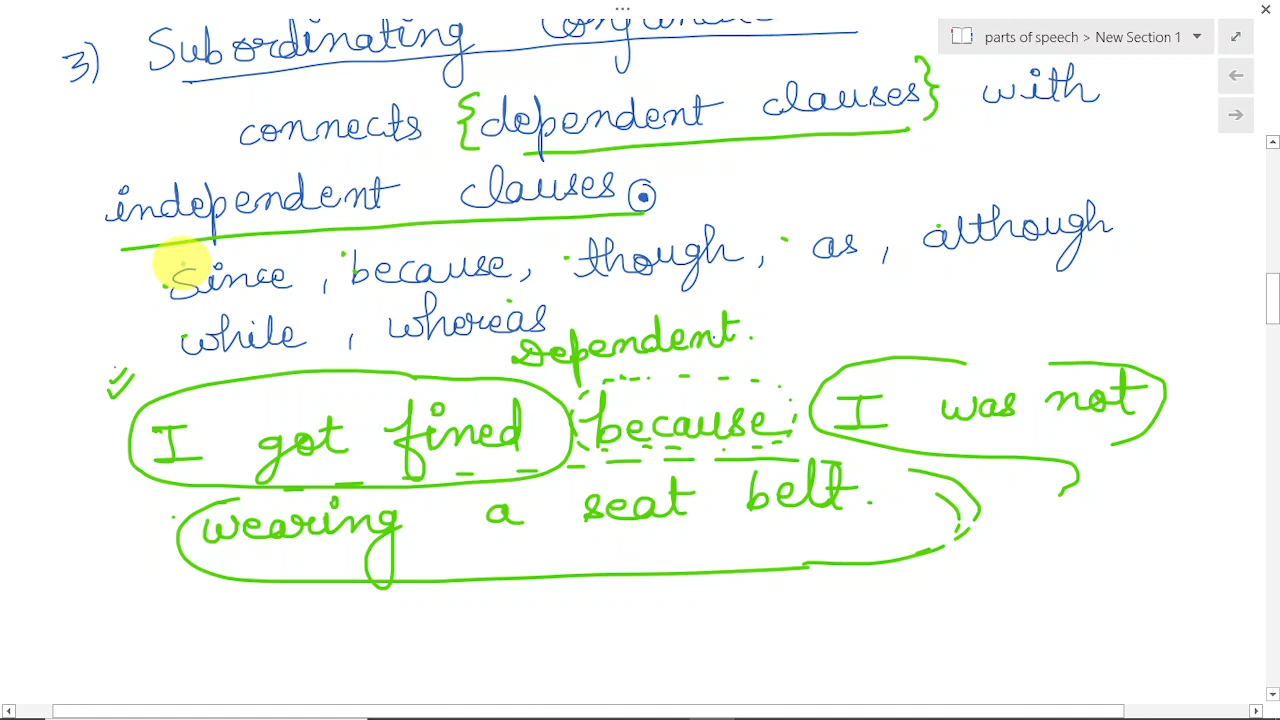 parts of speech > New Section 1
3) Subordinating
connects {dependent clauses} with
independent clauses.
Since, because, though, as, although
while, whereas
Dependent.
I got fined because I was not
wearing a seat belt.